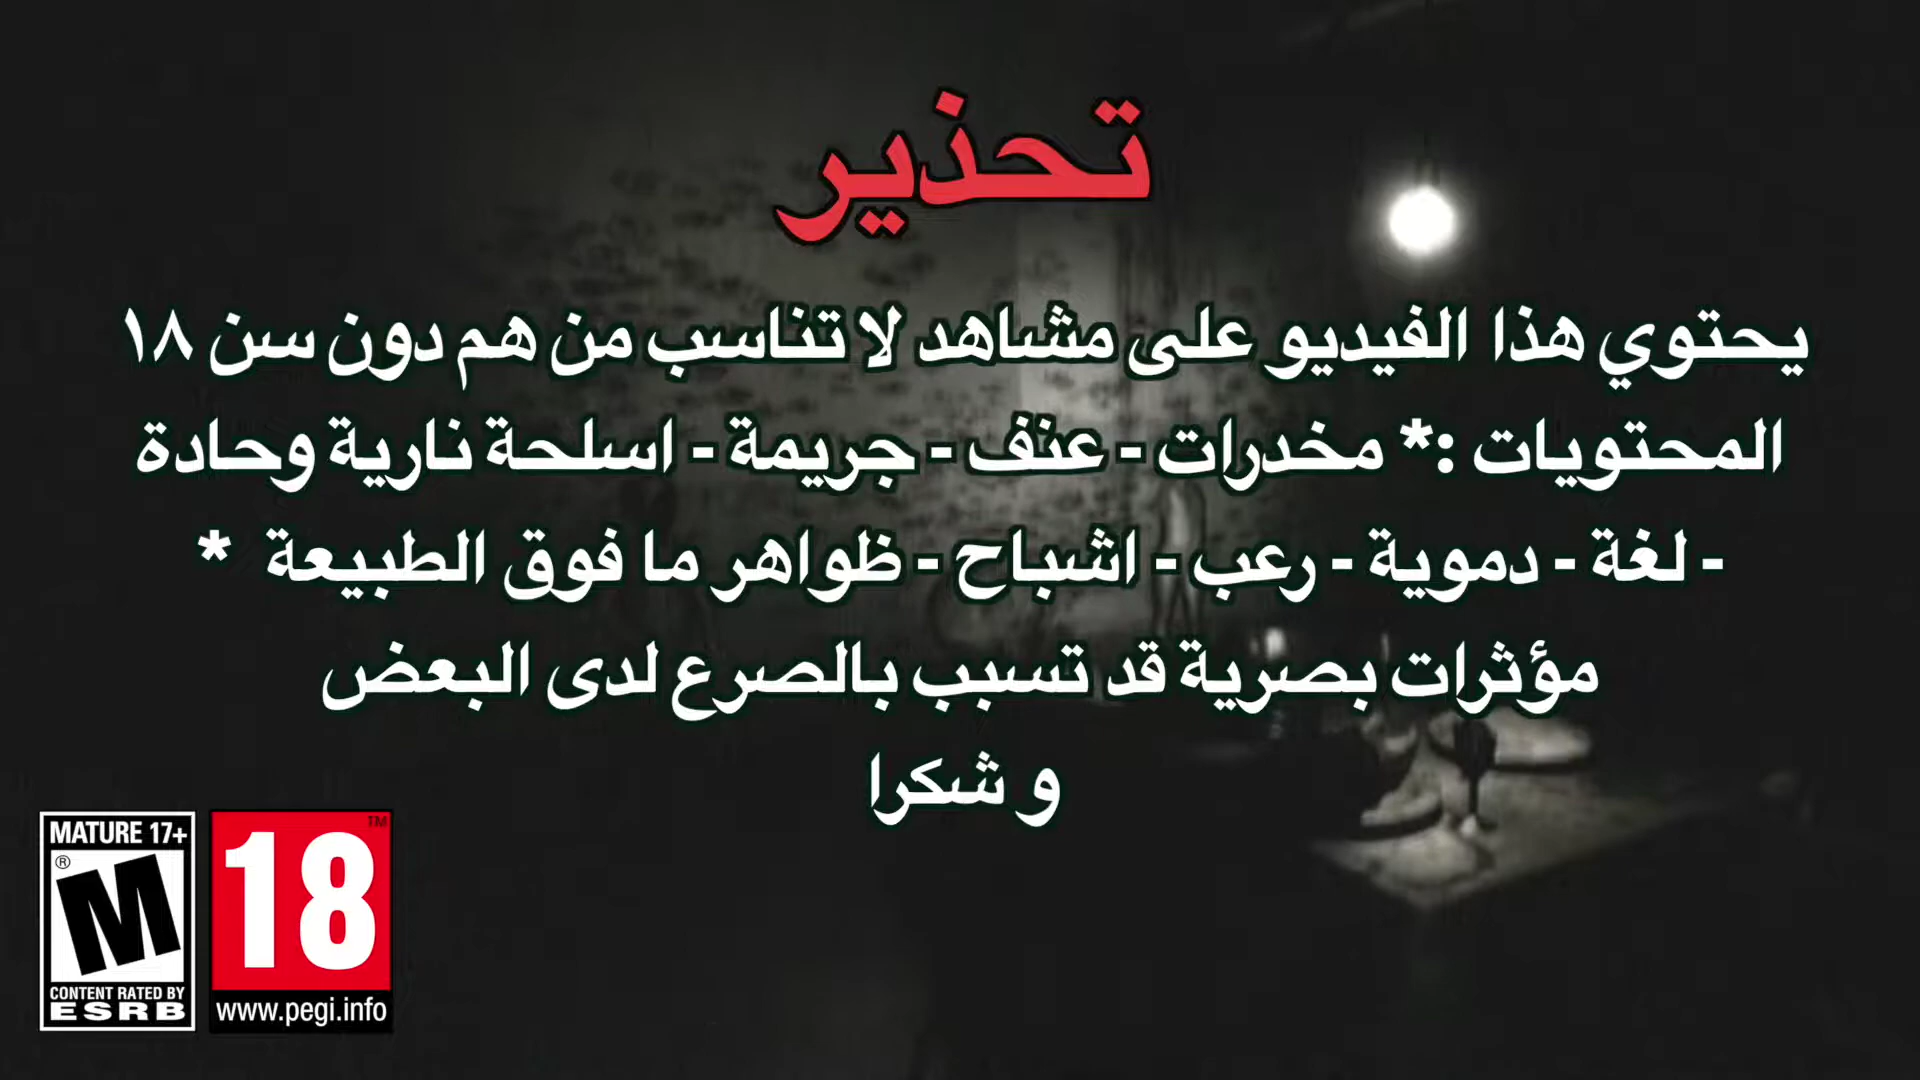 تحذير
يحتوي هذا الفيديو على مشاهد لا تناسب من هم دون سن ١٨
المحتويات :* مخدرات - عنف - جريمة - اسلحة نارية وحادة
- لغة - دموية - رعب - اشباح - ظواهر ما فوق الطبيعة *
مؤثرات بصرية قد تسبب بالصرع لدى البعض
و شكرا
MATURE 17+
M
®
CONTENT RATED BY
ESRB
18
TM
www.pegi.info